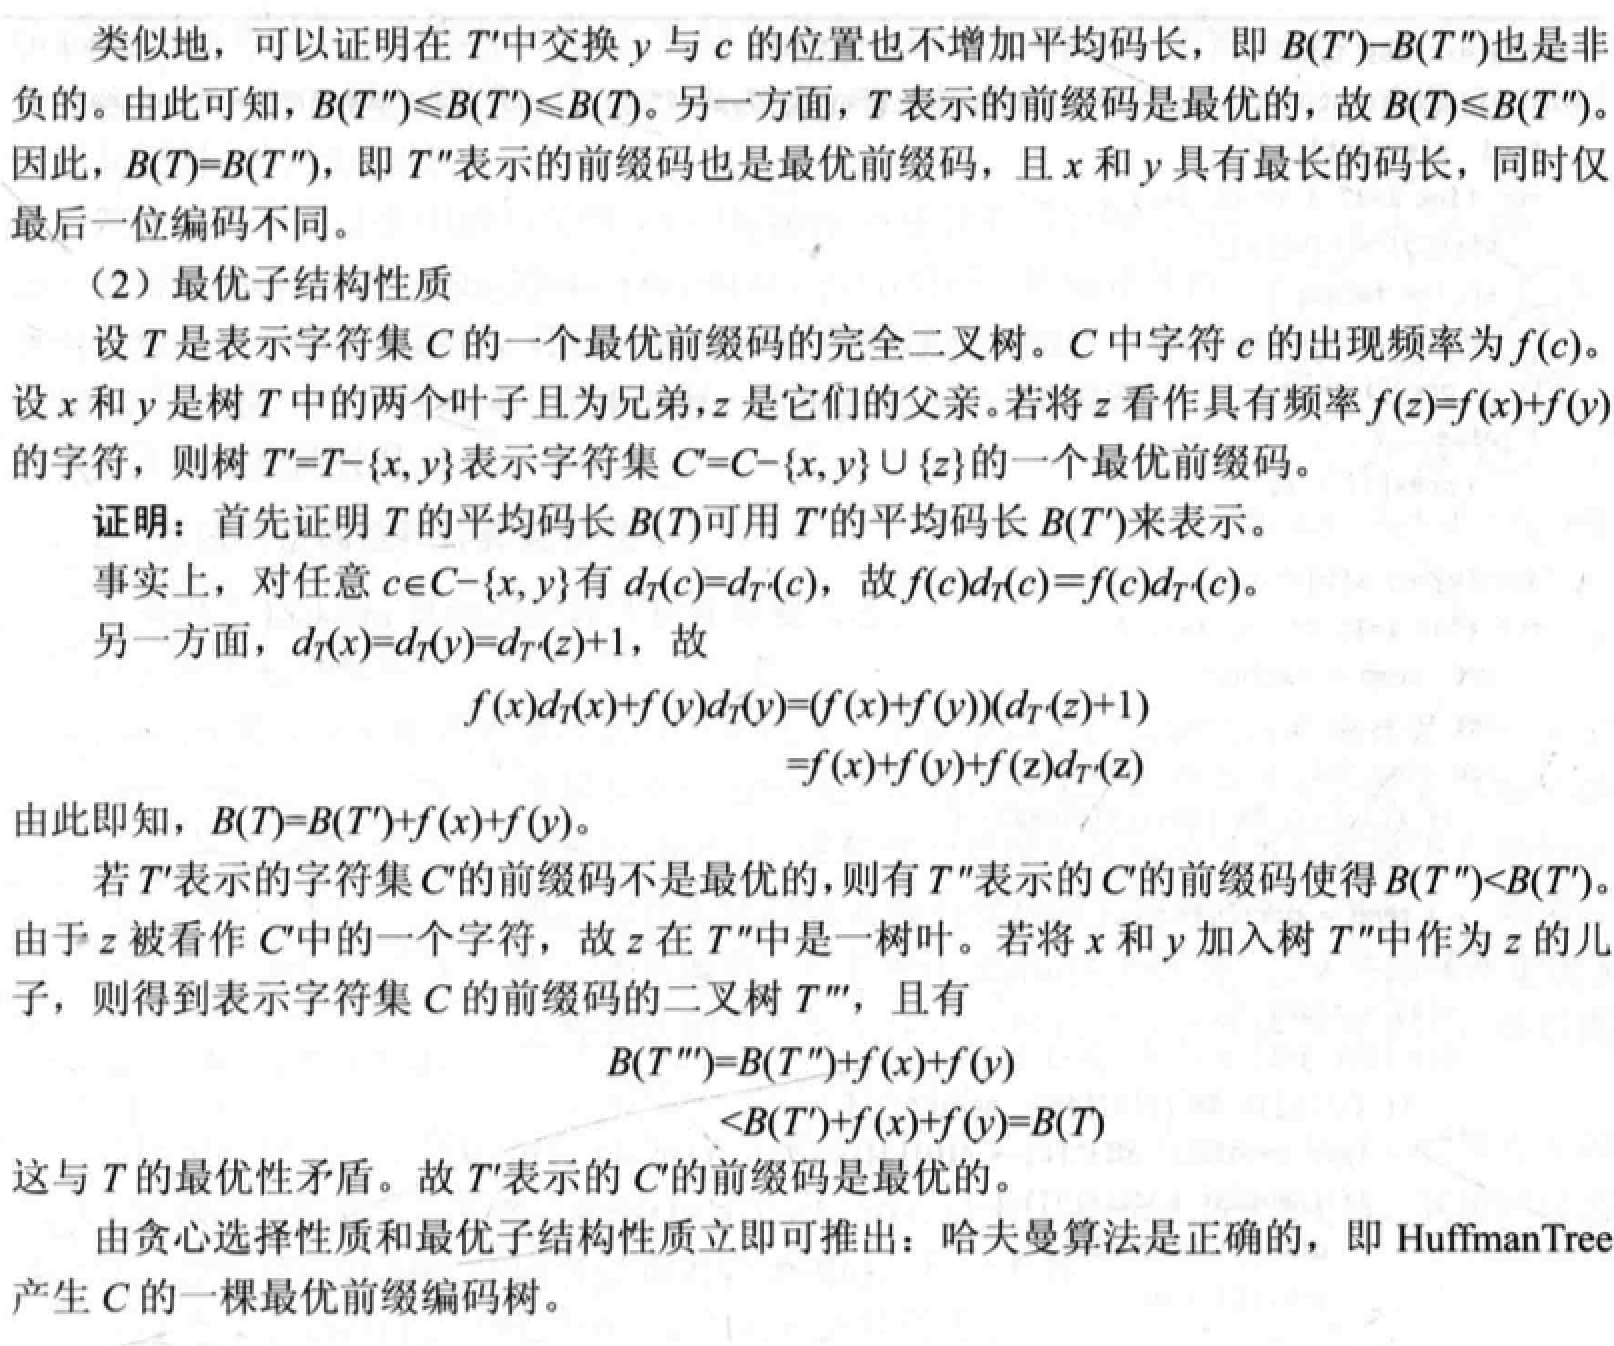 类似地，可以证明在 T′中交换 y 与 c 的位置也不增加平均码长，即 B(T′)−B(T″)也是非
负的。由此可知，B(T″)≤B(T′)≤B(T)。另一方面，T 表示的前缀码是最优的，故 B(T)≤B(T″)。
因此，B(T)=B(T″)，即 T″表示的前缀码也是最优前缀码，且 x 和 y 具有最长的码长，同时仅
最后一位编码不同。
（2）最优子结构性质
设 T 是表示字符集 C 的一个最优前缀码的完全二叉树。C 中字符 c 的出现频率为 f(c)。
设 x 和 y 是树 T 中的两个叶子且为兄弟，z 是它们的父亲。若将 z 看作具有频率 f(z)=f(x)+f(y)
的字符，则树 T′=T−{x, y}表示字符集 C′=C−{x, y}∪{z}的一个最优前缀码。
证明：首先证明 T 的平均码长 B(T)可用 T′的平均码长 B(T′)来表示。
事实上，对任意 c∈C−{x, y}有 d_T(c)=d_T′(c)，故 f(c)d_T(c)＝f(c)d_T′(c)。
另一方面，d_T(x)=d_T(y)=d_T′(z)+1，故
f(x)d_T(x)+f(y)d_T(y)=(f(x)+f(y))(d_T′(z)+1)
=f(x)+f(y)+f(z)d_T′(z)
由此即知，B(T)=B(T′)+f(x)+f(y)。
若 T′表示的字符集 C′的前缀码不是最优的，则有 T″表示的 C′的前缀码使得 B(T″)<B(T′)。
由于 z 被看作 C′中的一个字符，故 z 在 T″中是一树叶。若将 x 和 y 加入树 T″中作为 z 的儿
子，则得到表示字符集 C 的前缀码的二叉树 T‴，且有
B(T‴)=B(T″)+f(x)+f(y)
<B(T′)+f(x)+f(y)=B(T)
这与 T 的最优性矛盾。故 T′表示的 C′的前缀码是最优的。
由贪心选择性质和最优子结构性质立即可推出：哈夫曼算法是正确的，即 HuffmanTree
产生 C 的一棵最优前缀编码树。